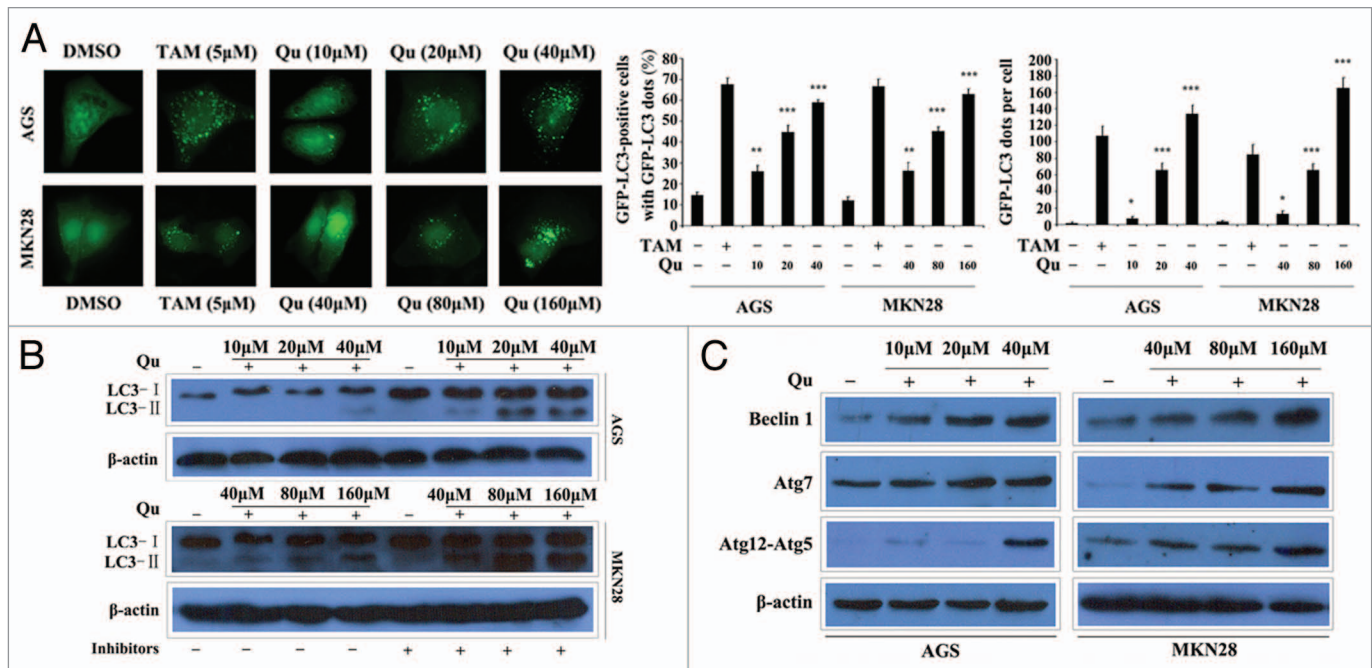 A
DMSO TAM (5μM) Qu (10μM) Qu (20μM) Qu (40μM)
AGS
MKN28
DMSO TAM (5μM) Qu (40μM) Qu (80μM) Qu (160μM)
GFP-LC3-positive cells
with GFP-LC3 dots (%)
80
70
60
50
40
30
20
10
0
** *** *** ** *** ***
TAM − + − − − − + − − −
Qu − − 10 20 40 − − 40 80 160
AGS MKN28
GFP-LC3 dots per cell
200
180
160
140
120
100
80
60
40
20
0
* *** *** * *** ***
TAM − + − − − − + − − −
Qu − − 10 20 40 − − 40 80 160
AGS MKN28
B
10μM 20μM 40μM 10μM 20μM 40μM
Qu − + + + − + + +
LC3-I
LC3-II
β-actin
AGS
40μM 80μM 160μM 40μM 80μM 160μM
Qu − + + + − + + +
LC3-I
LC3-II
β-actin
MKN28
Inhibitors − − − − + + + +
C
10μM 20μM 40μM 40μM 80μM 160μM
Qu − + + + − + + +
Beclin 1
Atg7
Atg12-Atg5
β-actin
AGS MKN28